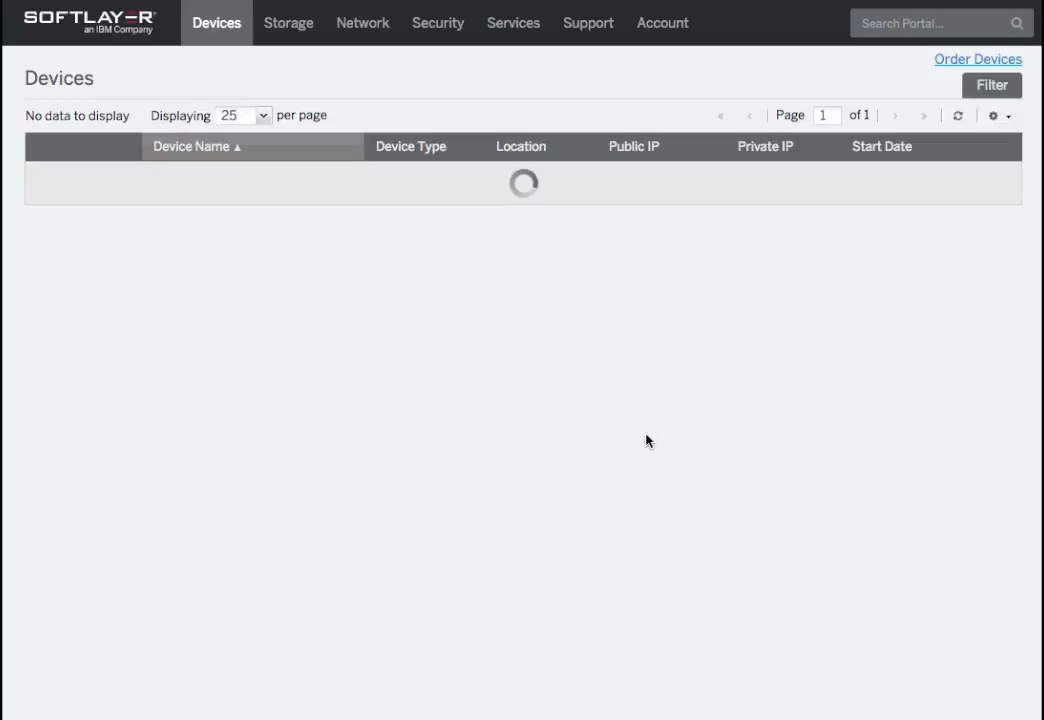 SOFTLAYER
an IBM Company
Devices
Storage
Network
Security
Services
Support
Account
Search Portal...
Order Devices
Devices
Filter
No data to display Displaying 25 per page
« ‹ Page 1 of 1 › »
Device Name ▲ Device Type Location Public IP Private IP Start Date